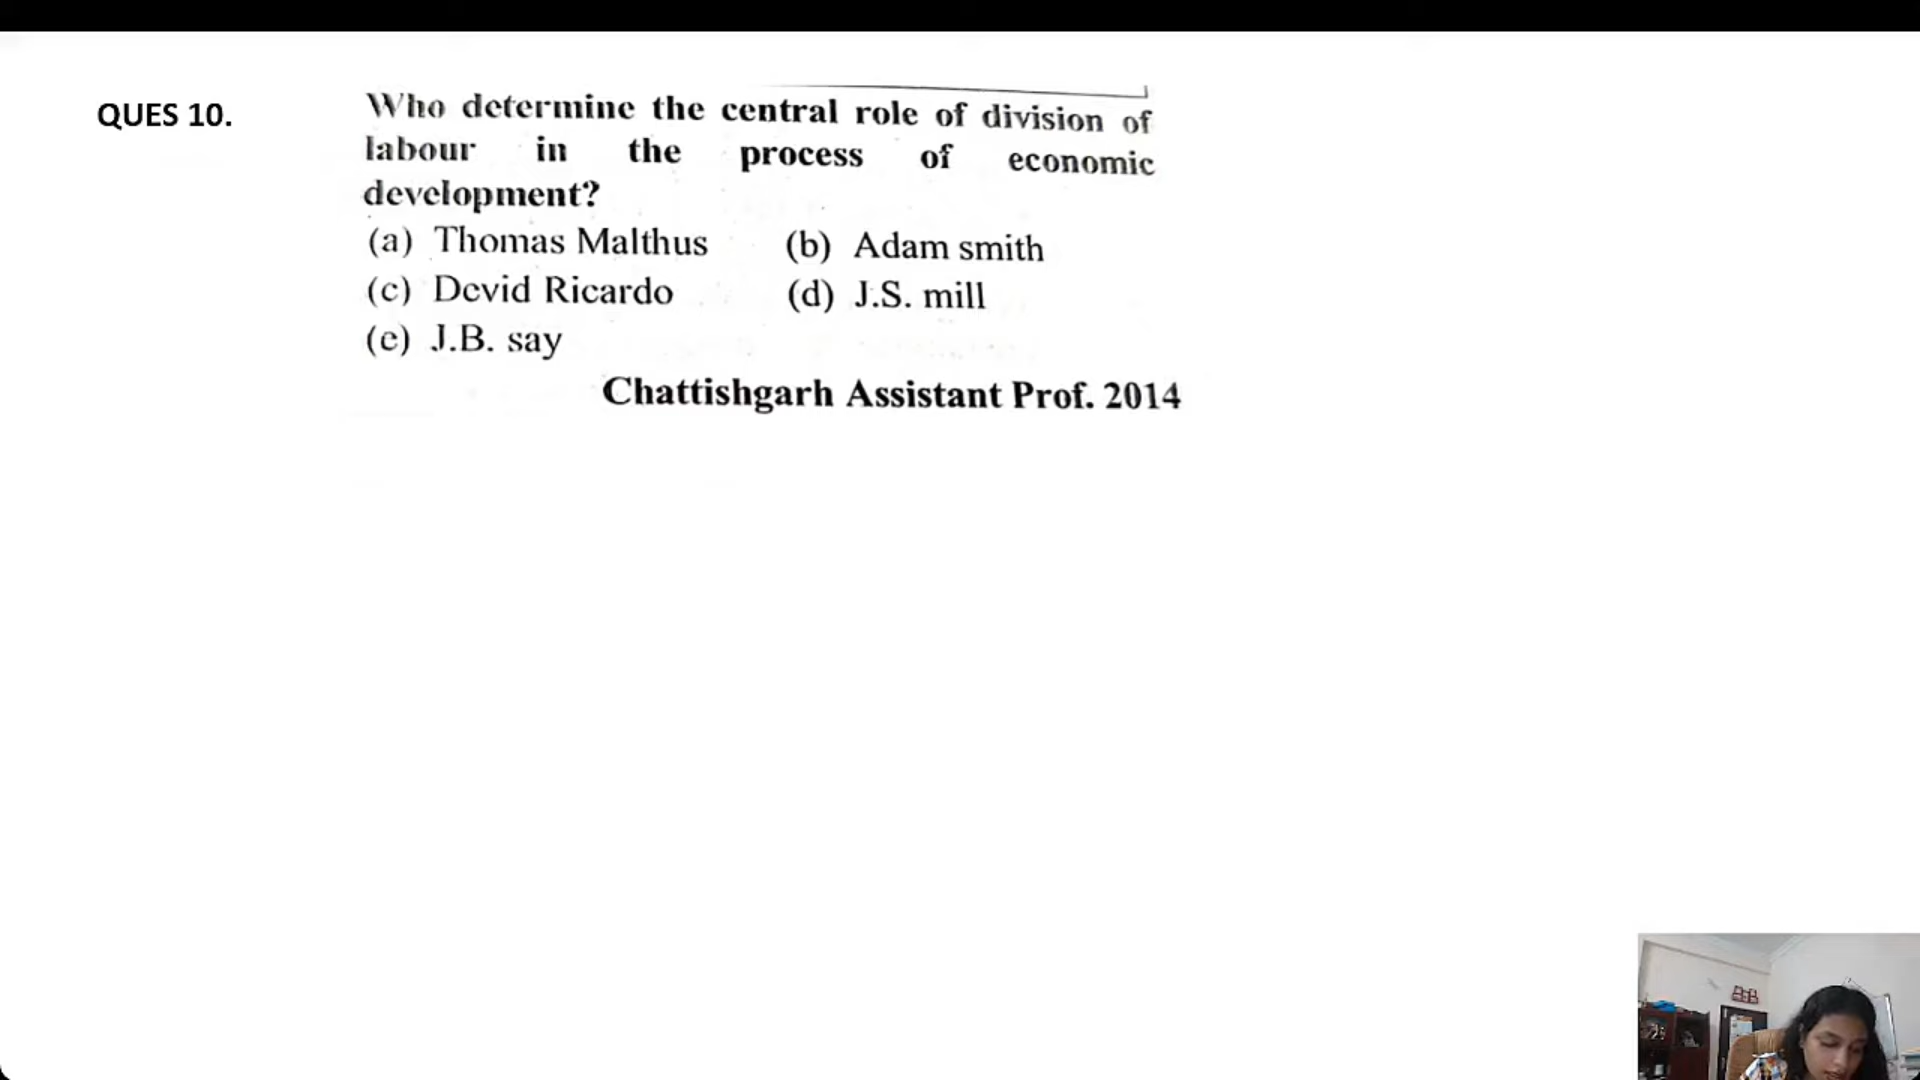 QUES 10.
Who determine the central role of division of
labour in the process of economic
development?
(a) Thomas Malthus (b) Adam smith
(c) Devid Ricardo (d) J.S. mill
(e) J.B. say
Chattishgarh Assistant Prof. 2014